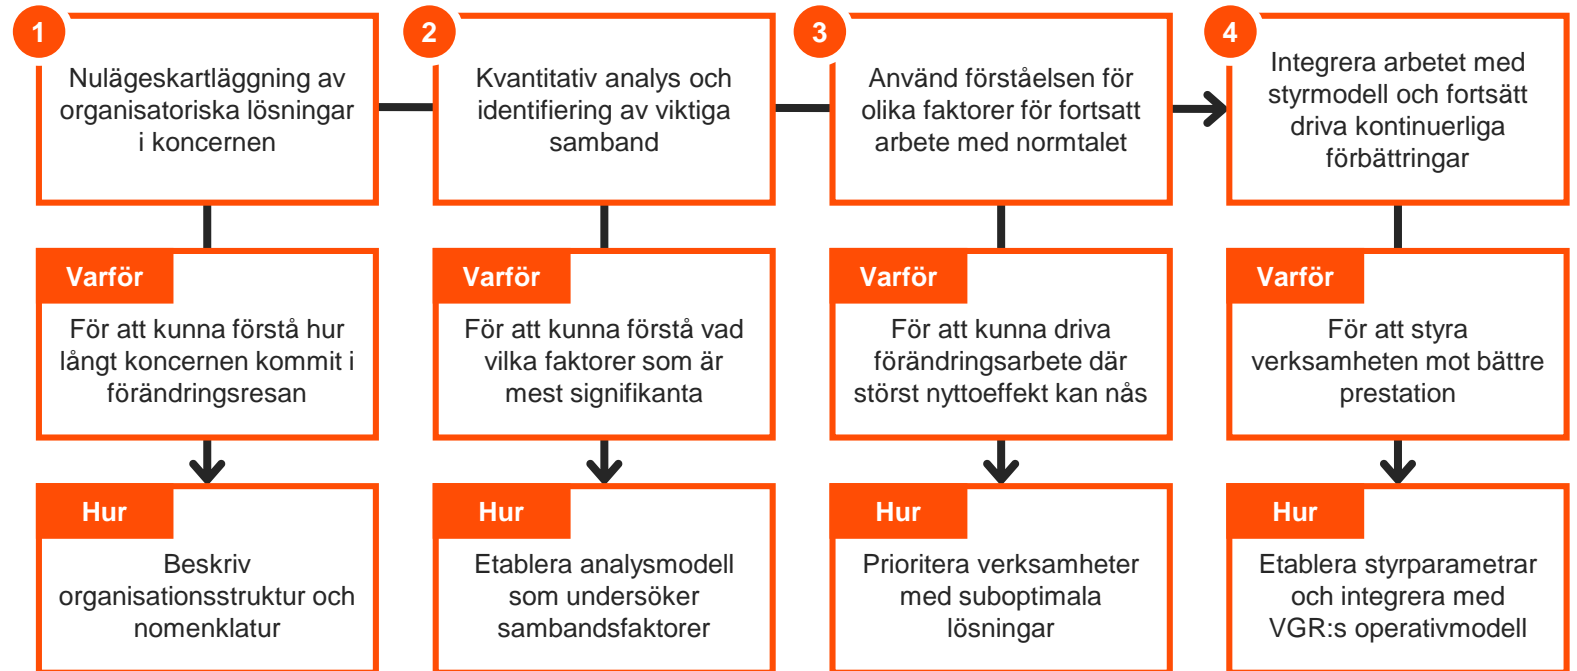 1
Nulägeskartläggning av
organisatoriska lösningar
i koncernen
2
Kvantitativ analys och
identifiering av viktiga
samband
3
Använd förståelsen för
olika faktorer för fortsatt
arbete med normtalet
4
Integrera arbetet med
styrmodell och fortsätt
driva kontinuerliga
förbättringar
Varför
För att kunna förstå hur
långt koncernen kommit i
förändringsresan
Varför
För att kunna förstå vad
vilka faktorer som är
mest signifikanta
Varför
För att kunna driva
förändringsarbete där
störst nyttoeffekt kan nås
Varför
För att styra
verksamheten mot bättre
prestation
Hur
Beskriv
organisationsstruktur och
nomenklatur
Hur
Etablera analysmodell
som undersöker
sambandsfaktorer
Hur
Prioritera verksamheter
med suboptimala
lösningar
Hur
Etablera styrparametrar
och integrera med
VGR:s operativmodell